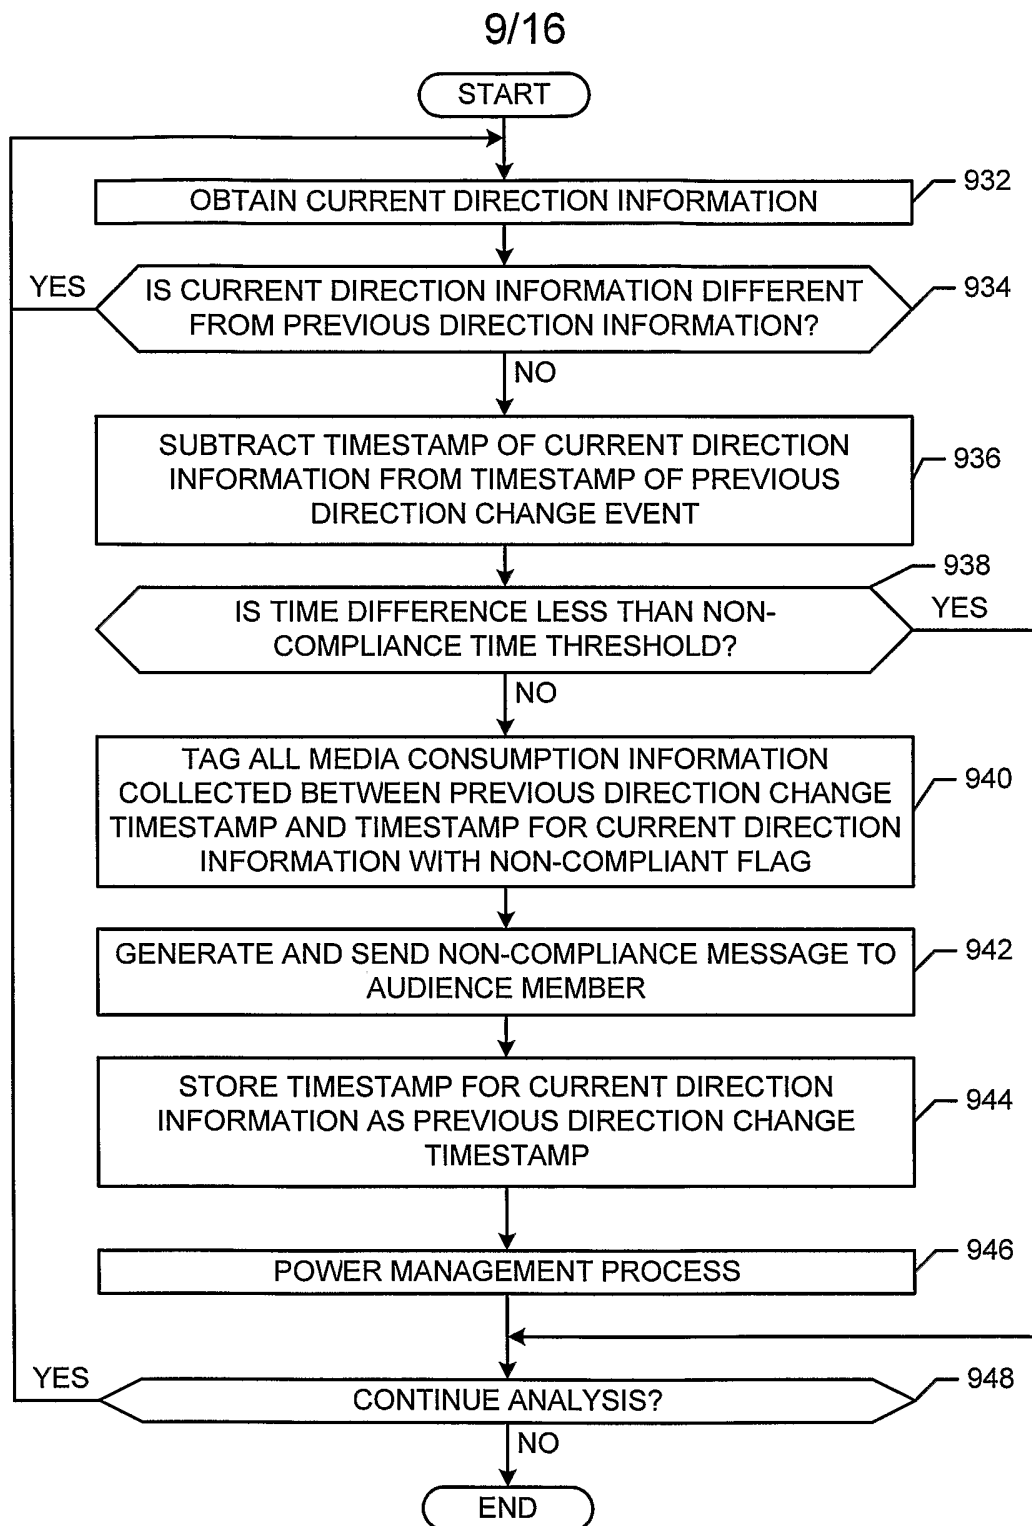 9/16
START
OBTAIN CURRENT DIRECTION INFORMATION
932
YES
IS CURRENT DIRECTION INFORMATION DIFFERENT
FROM PREVIOUS DIRECTION INFORMATION?
934
NO
SUBTRACT TIMESTAMP OF CURRENT DIRECTION
INFORMATION FROM TIMESTAMP OF PREVIOUS
DIRECTION CHANGE EVENT
936
938
IS TIME DIFFERENCE LESS THAN NON-
COMPLIANCE TIME THRESHOLD?
YES
NO
TAG ALL MEDIA CONSUMPTION INFORMATION
COLLECTED BETWEEN PREVIOUS DIRECTION CHANGE
TIMESTAMP AND TIMESTAMP FOR CURRENT DIRECTION
INFORMATION WITH NON-COMPLIANT FLAG
940
GENERATE AND SEND NON-COMPLIANCE MESSAGE TO
AUDIENCE MEMBER
942
STORE TIMESTAMP FOR CURRENT DIRECTION
INFORMATION AS PREVIOUS DIRECTION CHANGE
TIMESTAMP
944
POWER MANAGEMENT PROCESS
946
YES
CONTINUE ANALYSIS?
948
NO
END